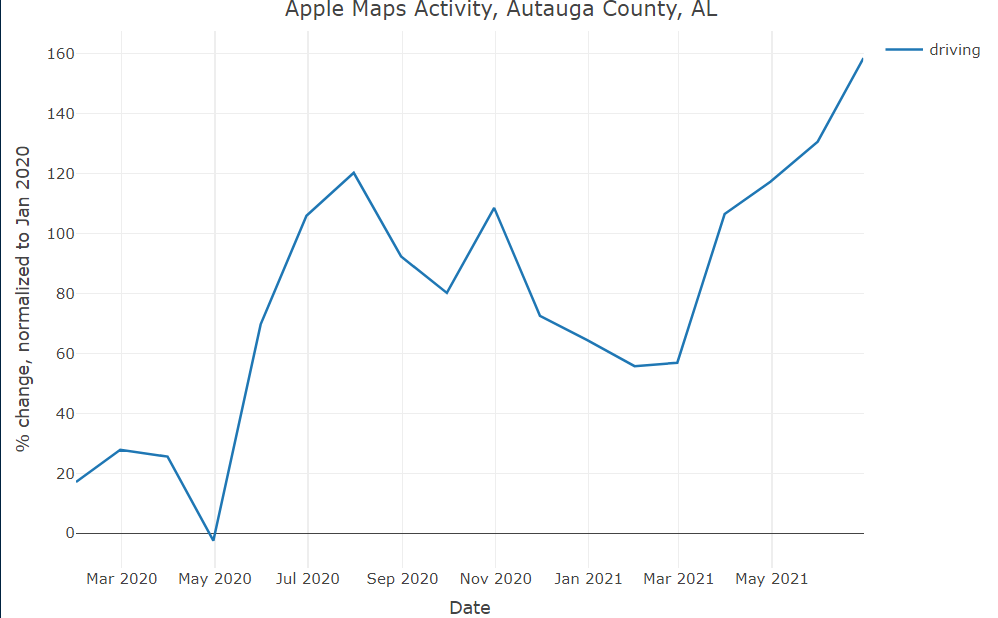 Apple Maps Activity, Autauga County, AL
driving
% change, normalized to Jan 2020
160
140
120
100
80
60
40
20
0
Mar 2020 May 2020 Jul 2020 Sep 2020 Nov 2020 Jan 2021 Mar 2021 May 2021
Date